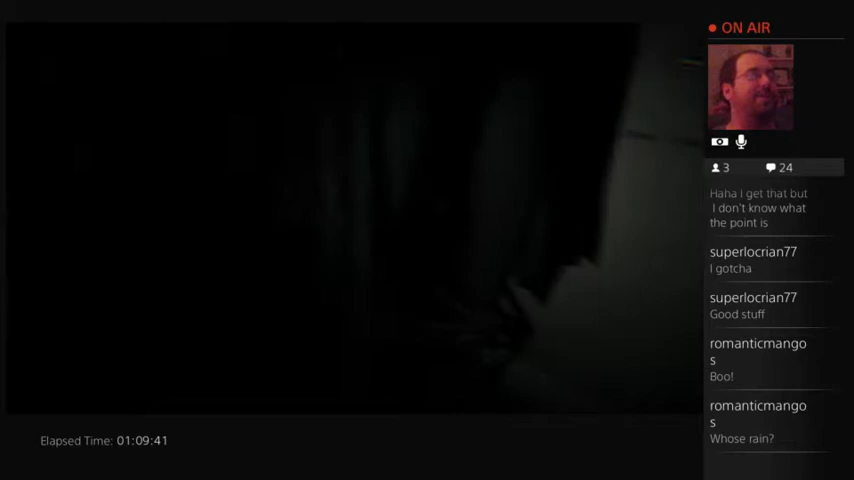 ON AIR
3 24
Haha I get that but
I don't know what
the point is
superlocrian77
I gotcha
superlocrian77
Good stuff
romanticmango
s
Boo!
romanticmango
s
Whose rain?
Elapsed Time: 01:09:41